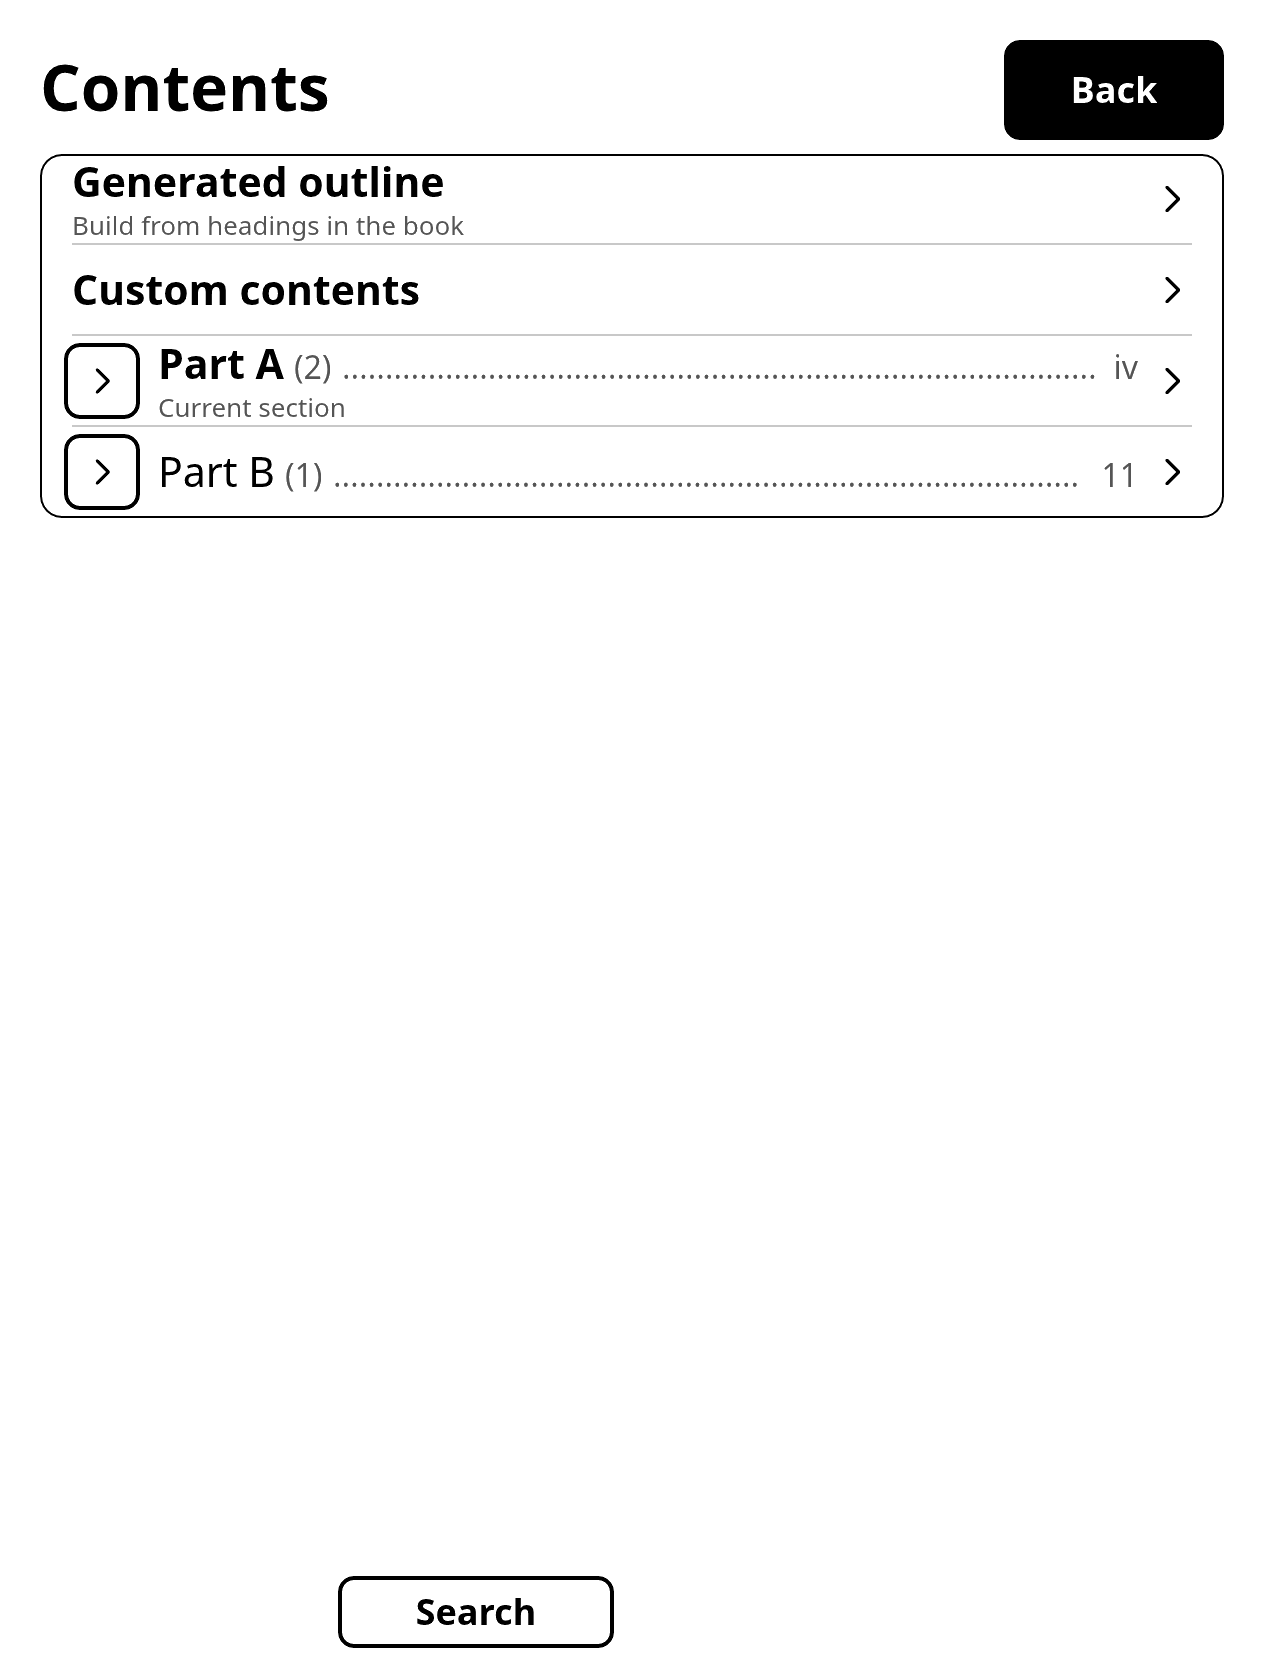 Contents
Back
Generated outline
Build from headings in the book
Custom contents
Part A (2) ........................................................................................ iv
Current section
Part B (1) ....................................................................................... 11
Search